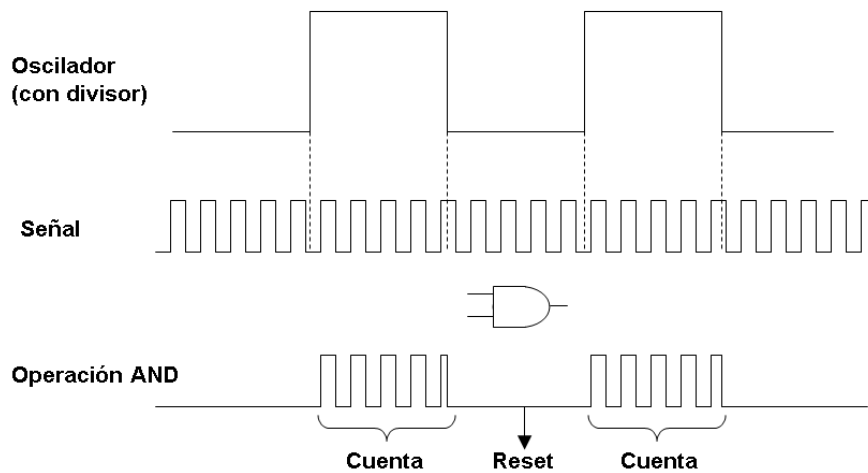 Oscilador
(con divisor)
Señal
Operación AND
Cuenta
Reset
Cuenta